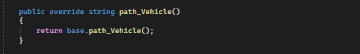 public override string path_Vehicle()
{
return base.path_Vehicle();
}